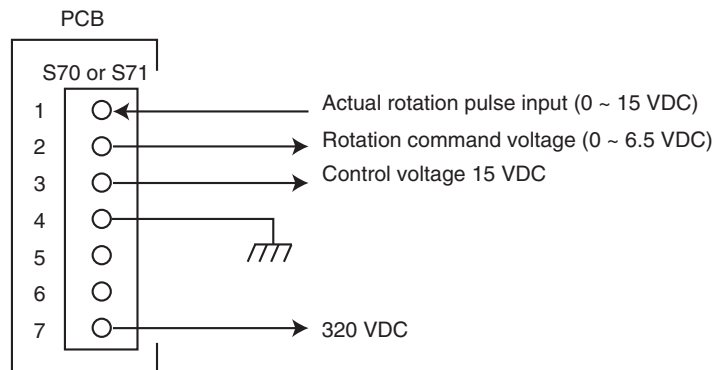 PCB
S70 or S71
1 Actual rotation pulse input (0 ~ 15 VDC)
2 Rotation command voltage (0 ~ 6.5 VDC)
3 Control voltage 15 VDC
4
5
6
7 320 VDC